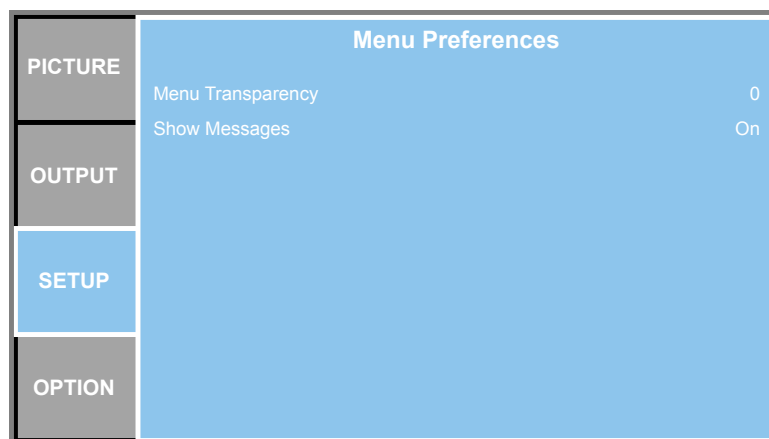 PICTURE
OUTPUT
SETUP
OPTION
Menu Preferences
Menu Transparency 0
Show Messages On